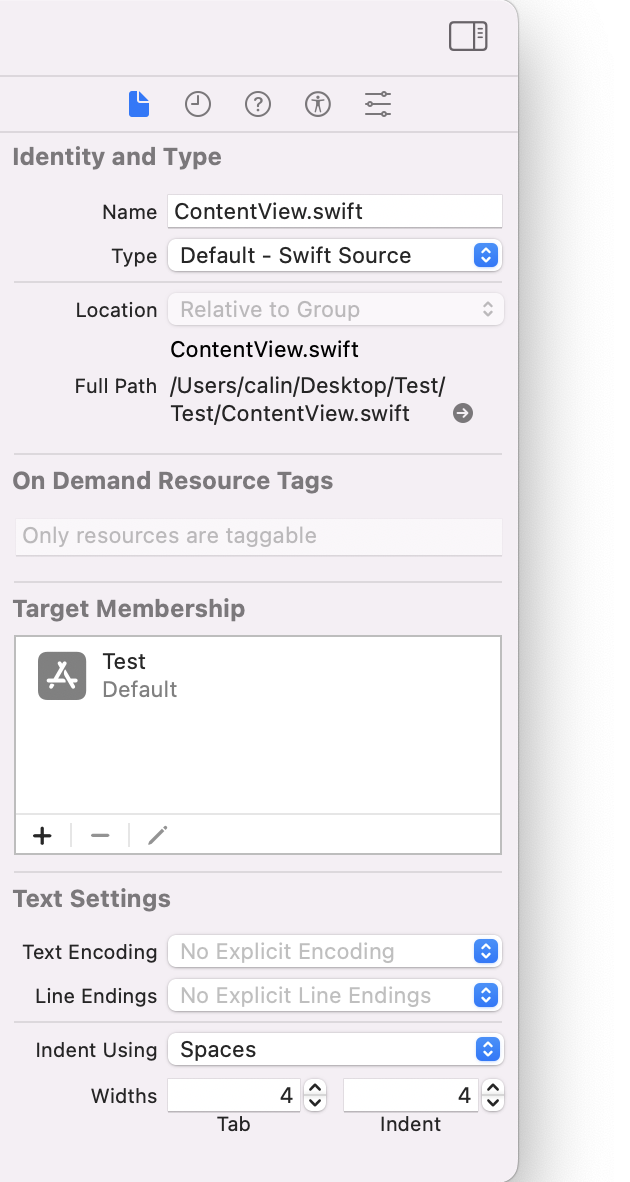 Identity and Type
Name ContentView.swift
Type Default - Swift Source
Location Relative to Group
ContentView.swift
Full Path /Users/calin/Desktop/Test/
Test/ContentView.swift
On Demand Resource Tags
Only resources are taggable
Target Membership
Test
Default
Text Settings
Text Encoding No Explicit Encoding
Line Endings No Explicit Line Endings
Indent Using Spaces
Widths 4 4
Tab Indent